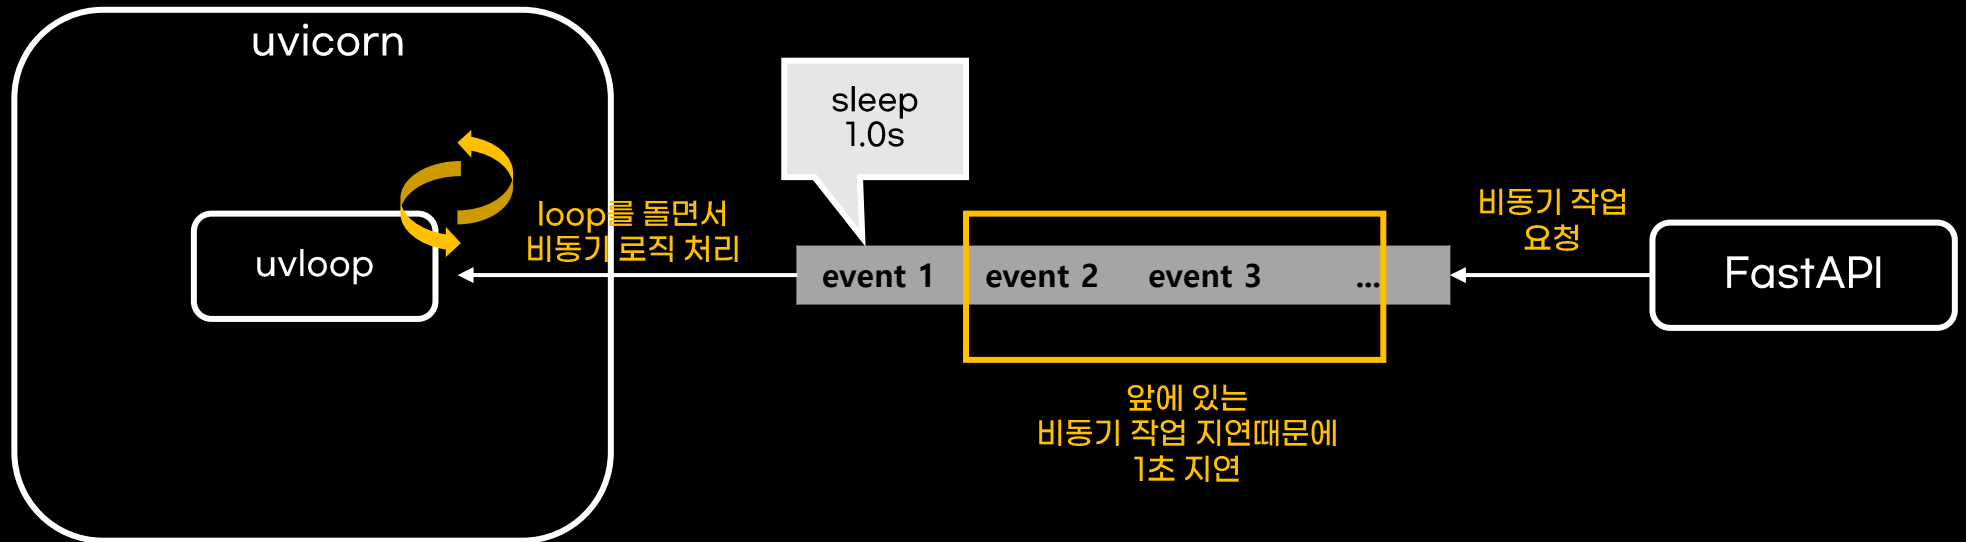 uvicorn
sleep
1.0s
비동기 작업
요청
loop를 돌면서
비동기 로직 처리
uvloop
event 1
event 2
event 3
...
FastAPI
앞에 있는
비동기 작업 지연때문에
1초 지연